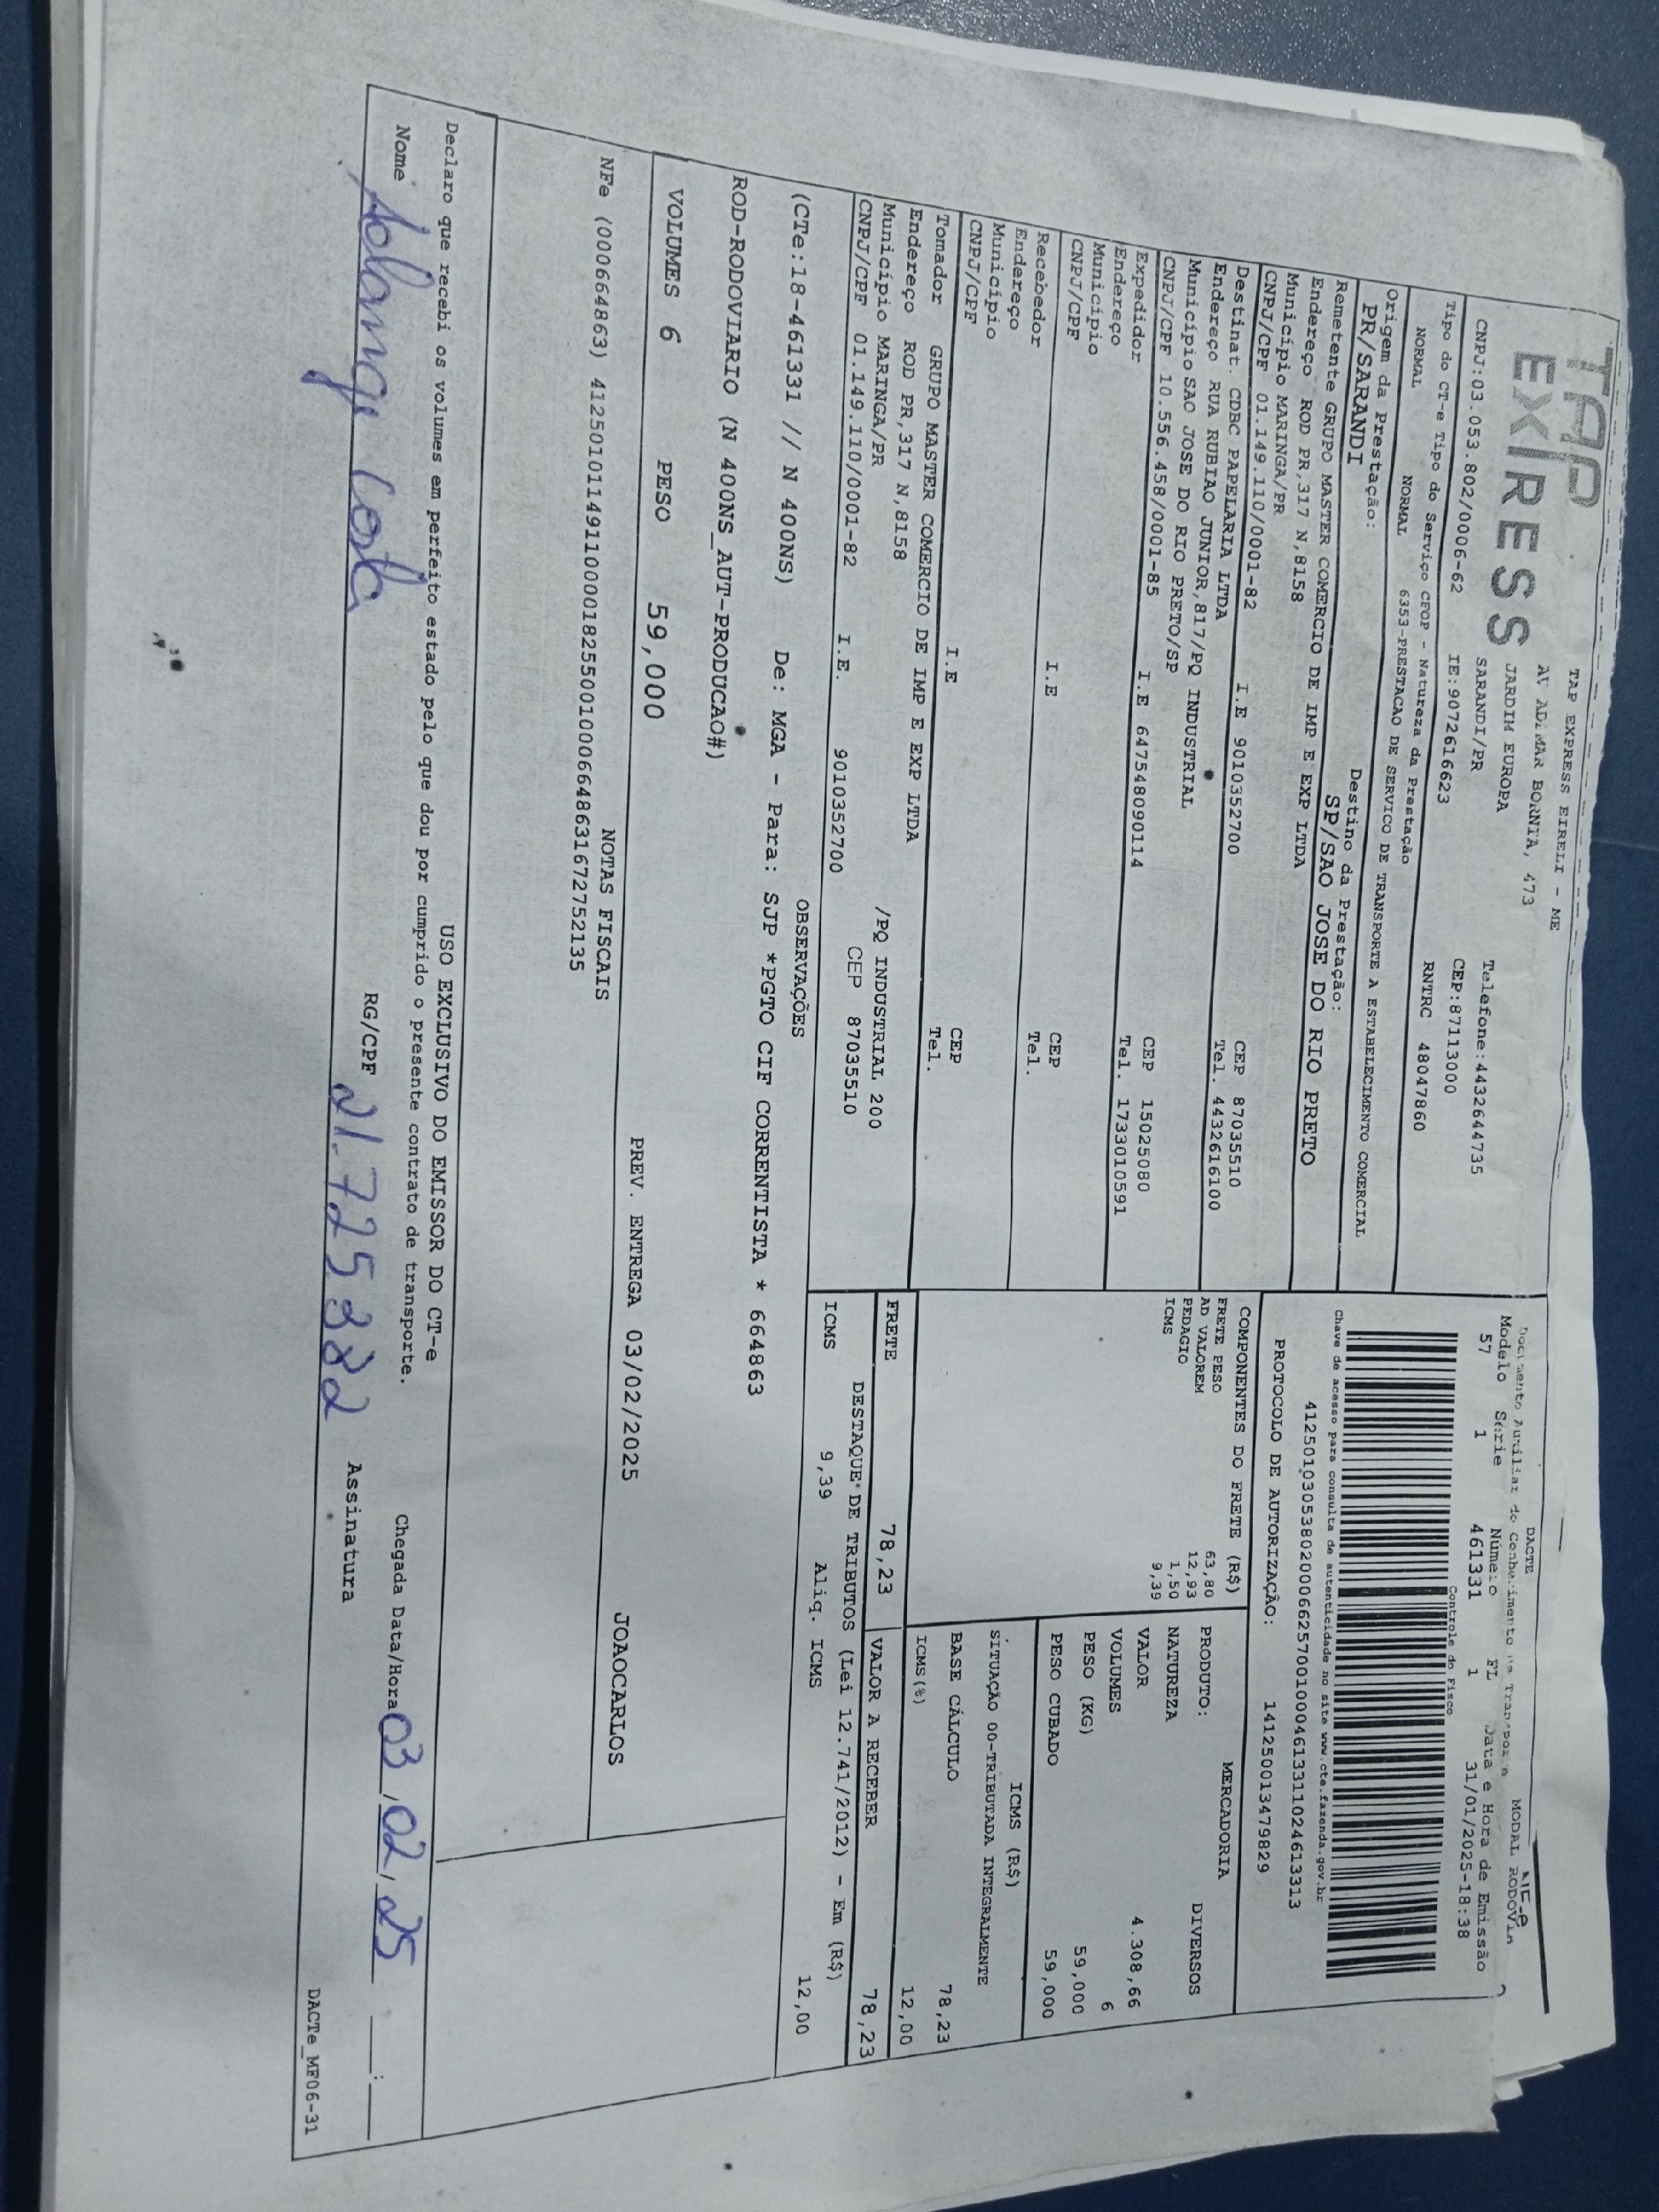 TAP
EXPRESS
TAP EXPRESS EIRELI - ME
AV ADEMAR BORNIA, 473
JARDIM EUROPA
SARANDI/PR
Telefone:4432644735
CNPJ:03.053.802/0006-62 IE:9072616623 CEP:87113000
RNTRC 48047860
Tipo do CT-e Tipo do Serviço CFOP - Natureza da Prestação
NORMAL NORMAL 6353-PRESTACAO DE SERVICO DE TRANSPORTE A ESTABELECIMENTO COMERCIAL
Origem da Prestação: Destino da Prestação:
PR/SARANDI SP/SAO JOSE DO RIO PRETO
Remetente GRUPO MASTER COMERCIO DE IMP E EXP LTDA
Endereço ROD PR,317 N,8158
Município MARINGA/PR CEP 87035510
CNPJ/CPF 01.149.110/0001-82 I.E 9010352700 Tel. 4432616100
Destinat. CDBC PAPELARIA LTDA
Endereço RUA RUBIAO JUNIOR,817/PQ INDUSTRIAL
Município SAO JOSE DO RIO PRETO/SP CEP 15025080
CNPJ/CPF 10.556.458/0001-85 I.E 647548090114 Tel. 1733010591
Expedidor
Endereço
Município CEP
CNPJ/CPF I.E Tel.
Recebedor
Endereço
Município CEP
CNPJ/CPF I.E Tel.
Tomador GRUPO MASTER COMERCIO DE IMP E EXP LTDA
Endereço ROD PR,317 N,8158 /PQ INDUSTRIAL 200
Município MARINGA/PR CEP 87035510
CNPJ/CPF 01.149.110/0001-82 I.E. 9010352700
DACTE
Documento Auxiliar do Conhecimento de Transporte
MODAL
Modelo Série Número FL Data e Hora de Emissão
57 1 461331 1 31/01/2025-18:38
Controle do Fisco
Chave de acesso para consulta de autenticidade no site www.cte.fazenda.gov.br
41250103053802000662570010004613311024613313
PROTOCOLO DE AUTORIZAÇÃO: 141250013479829
COMPONENTES DO FRETE (R$)
FRETE PESO 63,80
AD VALOREM 12,93
PEDAGIO 1,50
ICMS 9,39
MERCADORIA
PRODUTO: DIVERSOS
NATUREZA
VALOR 4.308,66
VOLUMES 6
PESO (KG) 59,000
PESO CUBADO 59,000
ICMS (R$)
SITUAÇÃO 00-TRIBUTADA INTEGRALMENTE
BASE CÁLCULO 78,23
ICMS(%) 12,00
FRETE 78,23 VALOR A RECEBER 78,23
DESTAQUE DE TRIBUTOS (Lei 12.741/2012) - Em (R$)
ICMS 9,39 Aliq. ICMS 12,00
OBSERVAÇÕES
(CTe:18-461331 // N 400NS) De: MGA - Para: SJP *PGTO CIF CORRENTISTA * 664863
ROD-RODOVIARIO (N 400NS_AUT-PRODUCAO#)
VOLUMES 6 PESO 59,000 PREV. ENTREGA 03/02/2025 JOAOCARLOS
NOTAS FISCAIS
NFe (000664863) 41250101149110000182550010006648631672752135
USO EXCLUSIVO DO EMISSOR DO CT-e
Declaro que recebi os volumes em perfeito estado pelo que dou por cumprido o presente contrato de transporte.
Chegada Data/Hora 03/02/25 __:__
Nome Solange Costa RG/CPF 21.725.332 Assinatura
DACTe_MF06-31